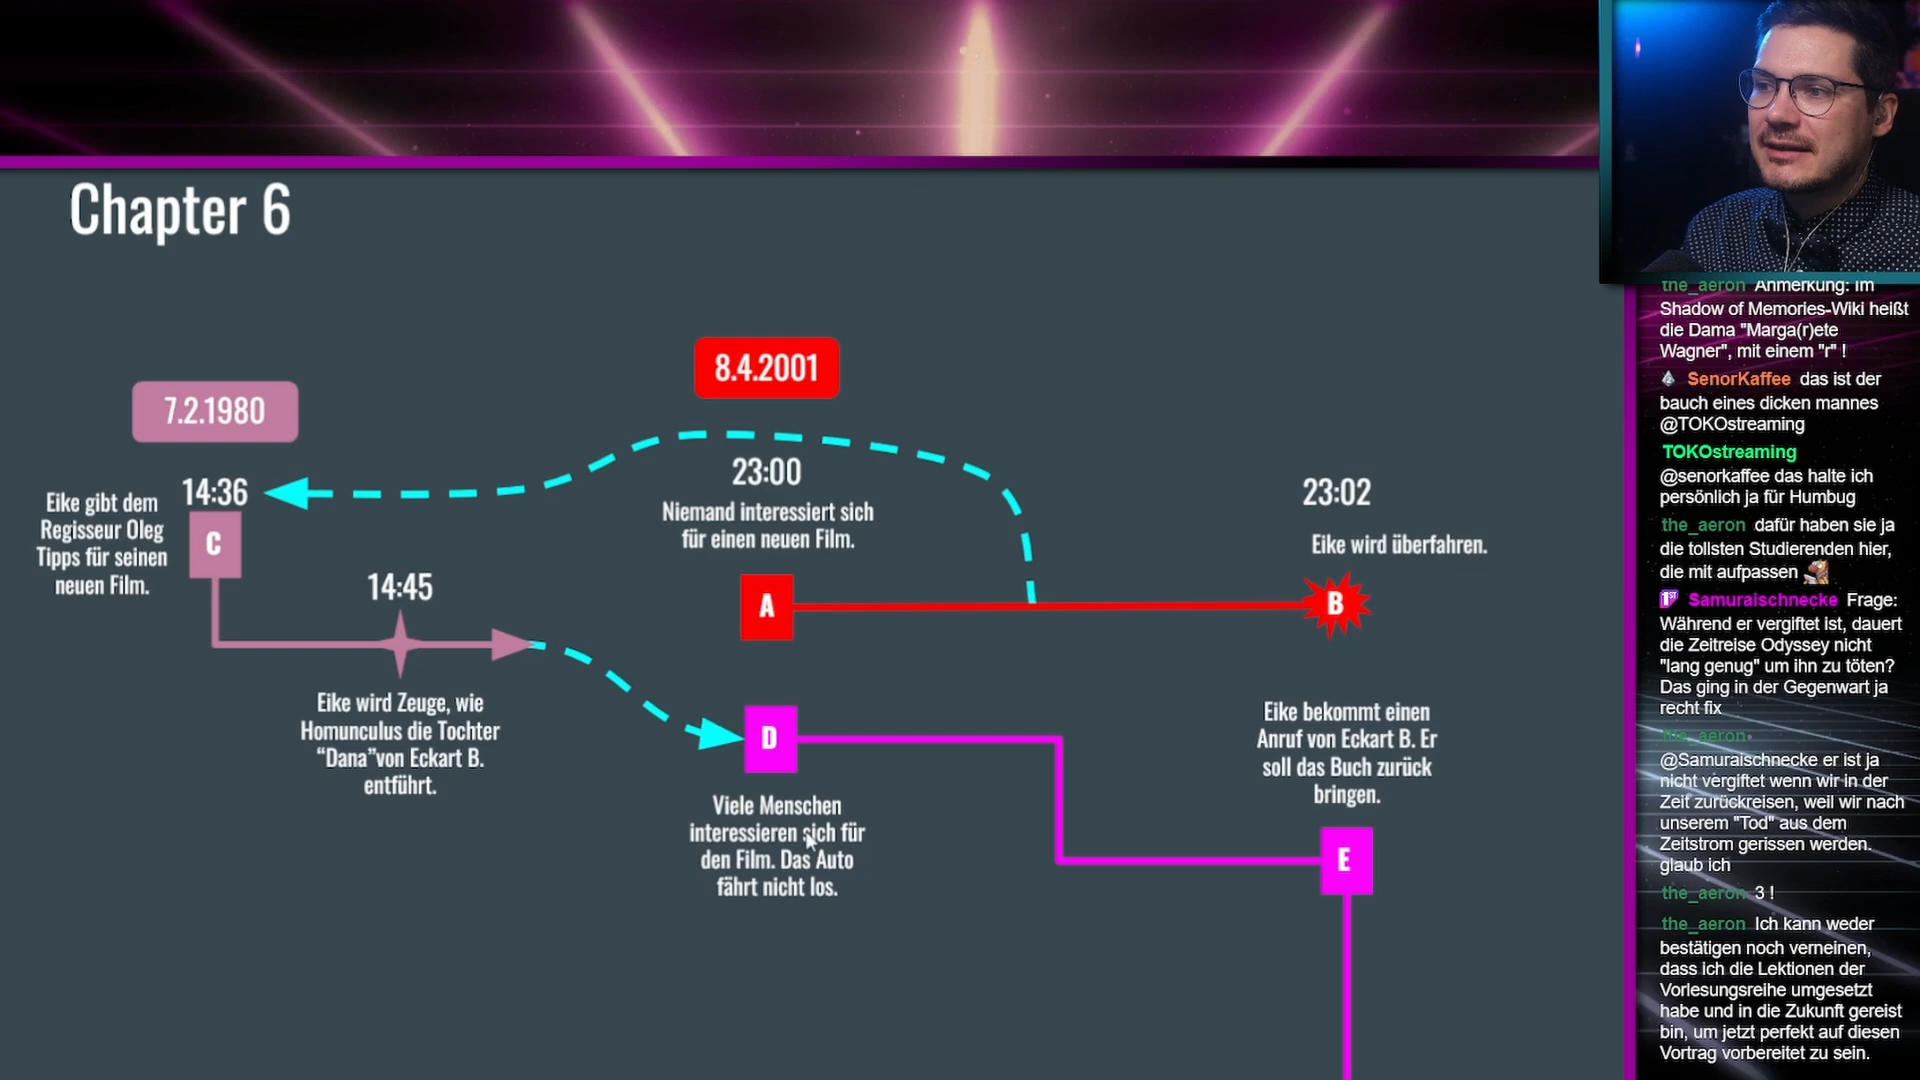 Chapter 6
7.2.1980
8.4.2001
14:36
Eike gibt dem
Regisseur Oleg
Tipps für seinen
neuen Film.
C
14:45
Eike wird Zeuge, wie
Homunculus die Tochter
“Dana”von Eckart B.
entführt.
23:00
Niemand interessiert sich
für einen neuen Film.
A
23:02
Eike wird überfahren.
B
D
Viele Menschen
interessieren sich für
den Film. Das Auto
fährt nicht los.
Eike bekommt einen
Anruf von Eckart B. Er
soll das Buch zurück
bringen.
E
the_aeron Anmerkung: Im
Shadow of Memories-Wiki heißt
die Dama "Marga(r)ete
Wagner", mit einem "r" !
SenorKaffee das ist der
bauch eines dicken mannes
@TOKOstreaming
TOKOstreaming
@senorkaffee das halte ich
persönlich ja für Humbug
the_aeron dafür haben sie ja
die tollsten Studierenden hier,
die mit aufpassen
1ST Samuraischnecke Frage:
Während er vergiftet ist, dauert
die Zeitreise Odyssey nicht
"lang genug" um ihn zu töten?
Das ging in der Gegenwart ja
recht fix
the_aeron
@Samuraischnecke er ist ja
nicht vergiftet wenn wir in der
Zeit zurückreisen, weil wir nach
unserem "Tod" aus dem
Zeitstrom gerissen werden.
glaub ich
the_aeron 3 !
the_aeron Ich kann weder
bestätigen noch verneinen,
dass ich die Lektionen der
Vorlesungsreihe umgesetzt
habe und in die Zukunft gereist
bin, um jetzt perfekt auf diesen
Vortrag vorbereitet zu sein.